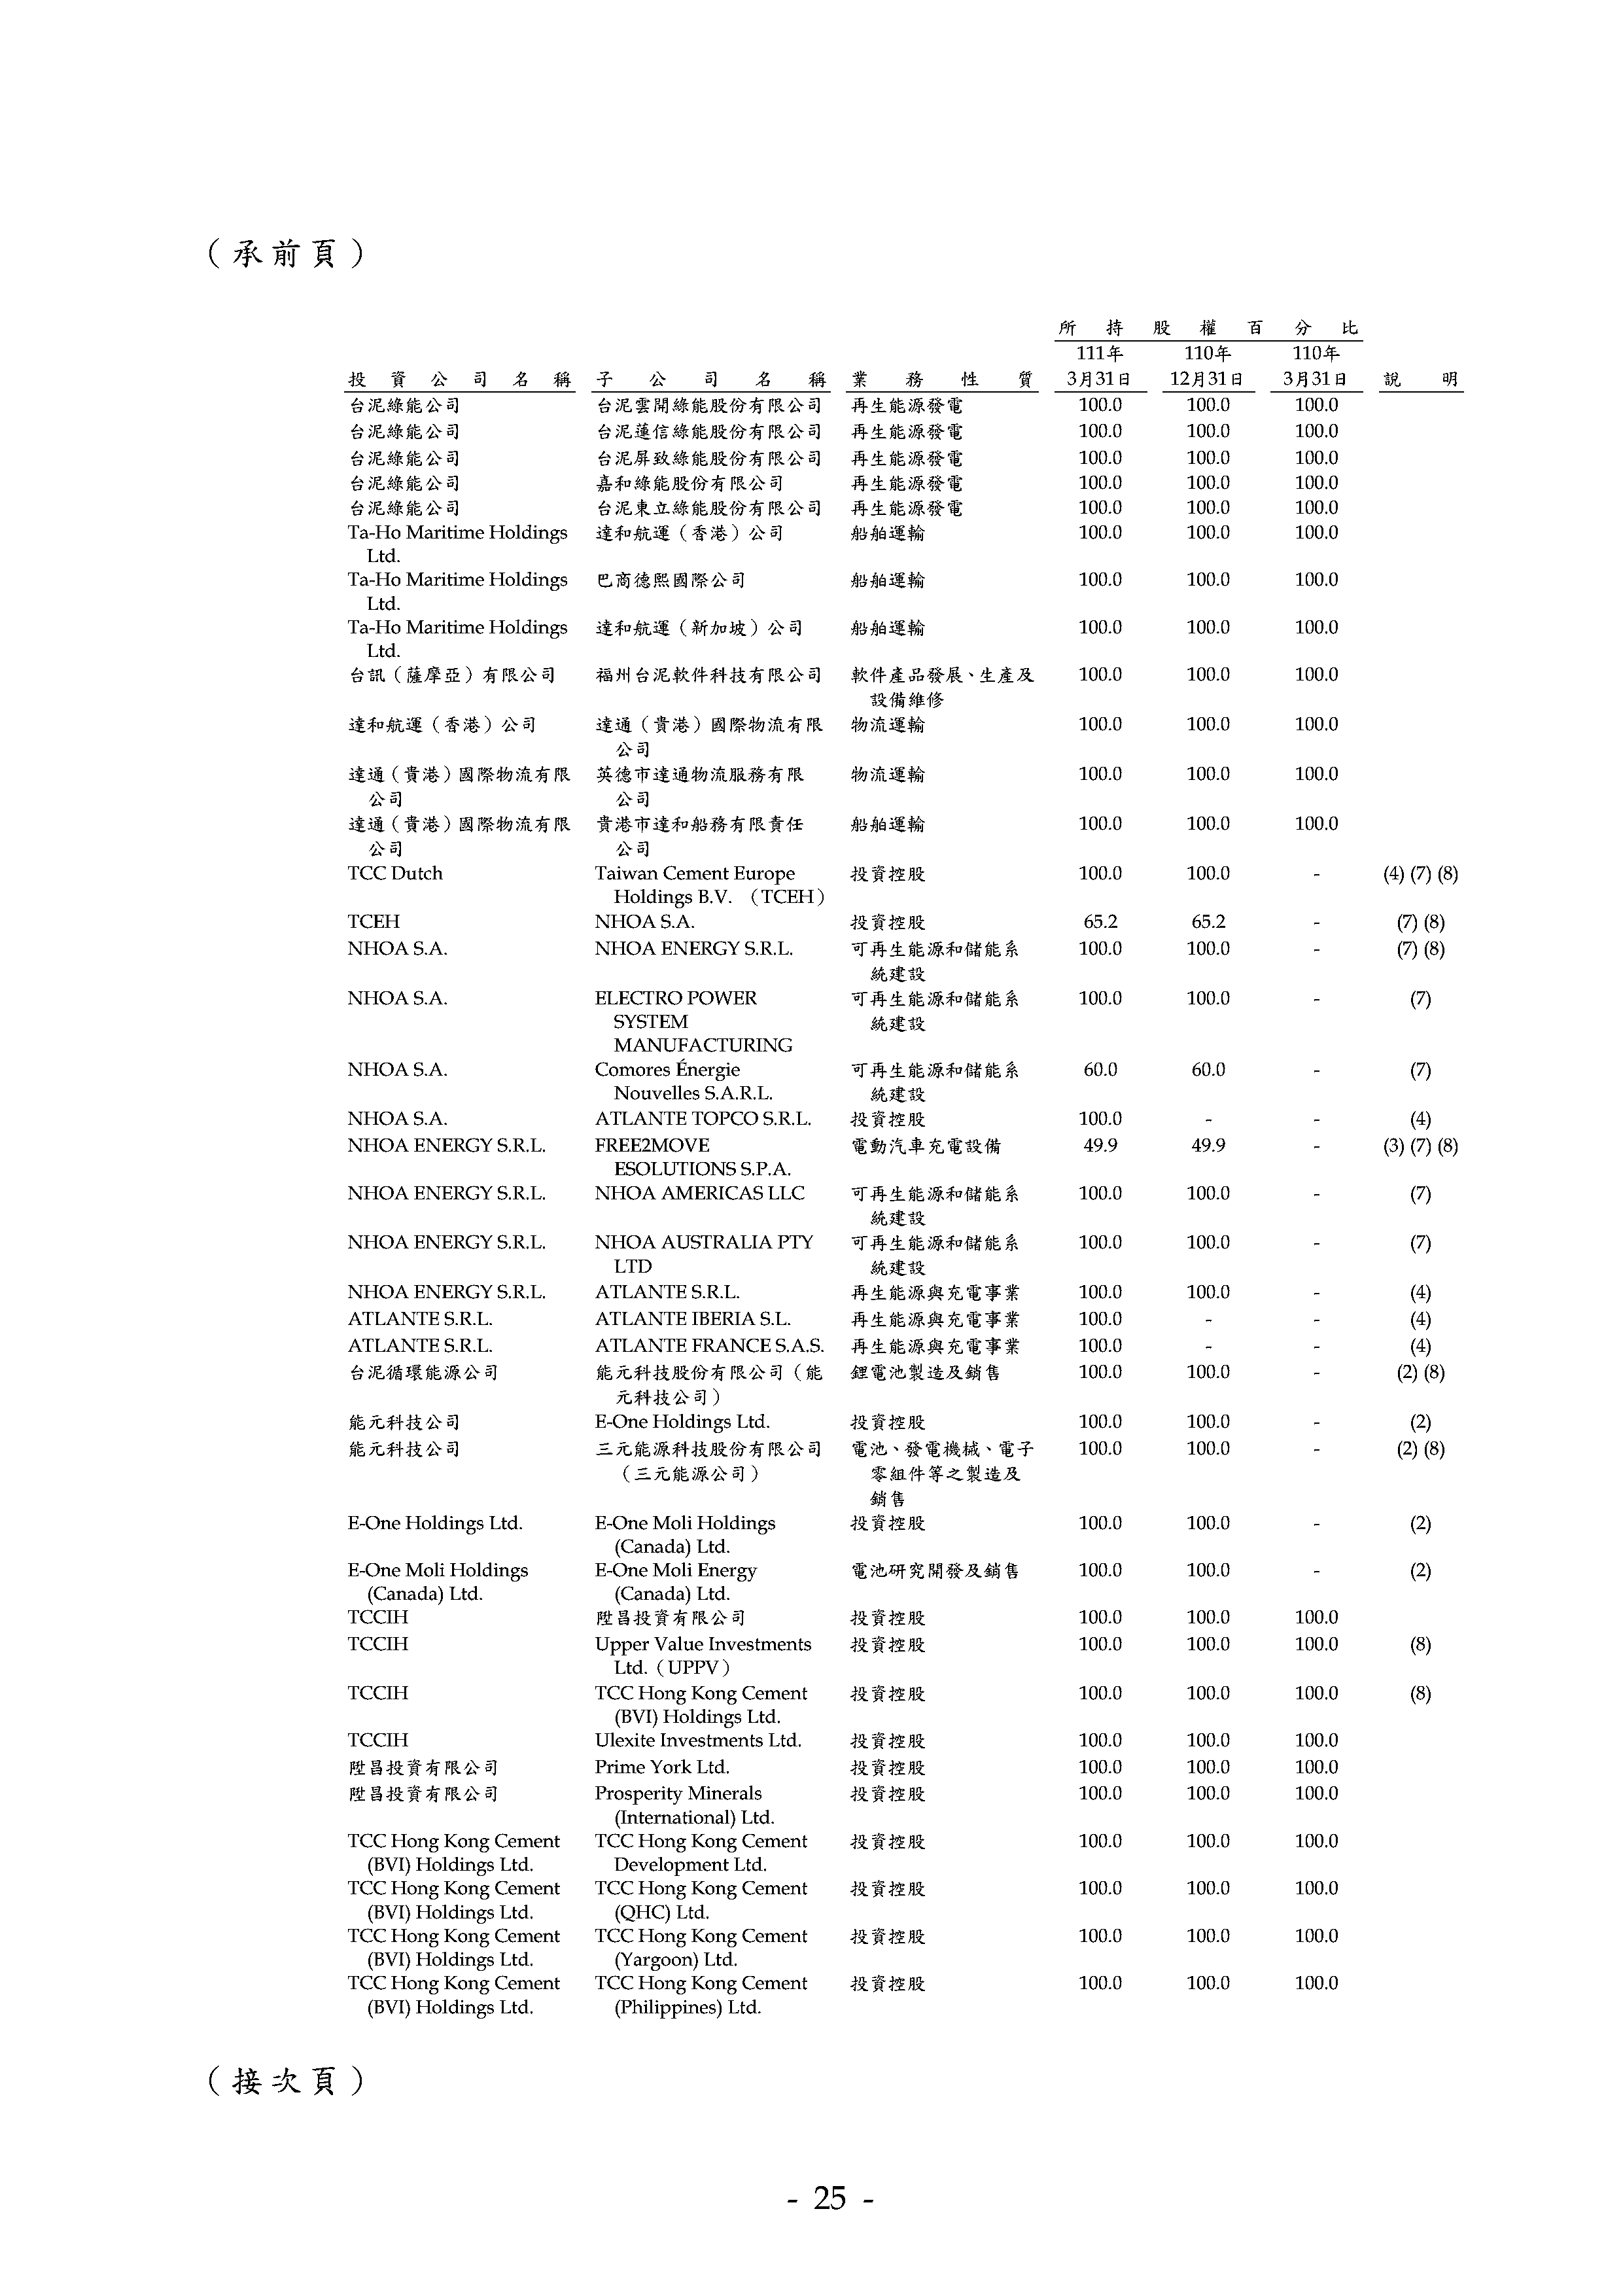 （承前頁）
所持股權百分比
111年 110年 110年
投資公司名稱 子公司名稱 業務性質 3月31日 12月31日 3月31日 說明
台泥綠能公司 台泥雲開綠能股份有限公司 再生能源發電 100.0 100.0 100.0
台泥綠能公司 台泥蓮信綠能股份有限公司 再生能源發電 100.0 100.0 100.0
台泥綠能公司 台泥屏致綠能股份有限公司 再生能源發電 100.0 100.0 100.0
台泥綠能公司 嘉和綠能股份有限公司 再生能源發電 100.0 100.0 100.0
台泥綠能公司 台泥東立綠能股份有限公司 再生能源發電 100.0 100.0 100.0
Ta-Ho Maritime Holdings 達和航運（香港）公司 船舶運輸 100.0 100.0 100.0
Ltd.
Ta-Ho Maritime Holdings 巴商德熙國際公司 船舶運輸 100.0 100.0 100.0
Ltd.
Ta-Ho Maritime Holdings 達和航運（新加坡）公司 船舶運輸 100.0 100.0 100.0
Ltd.
台訊（薩摩亞）有限公司 福州台泥軟件科技有限公司 軟件產品發展、生產及 100.0 100.0 100.0
設備維修
達和航運（香港）公司 達通（貴港）國際物流有限 物流運輸 100.0 100.0 100.0
公司
達通（貴港）國際物流有限 英德市達通物流服務有限 物流運輸 100.0 100.0 100.0
公司 公司
達通（貴港）國際物流有限 貴港市達和船務有限責任 船舶運輸 100.0 100.0 100.0
公司 公司
TCC Dutch Taiwan Cement Europe 投資控股 100.0 100.0 - (4) (7) (8)
Holdings B.V. （TCEH）
TCEH NHOA S.A. 投資控股 65.2 65.2 - (7) (8)
NHOA S.A. NHOA ENERGY S.R.L. 可再生能源和儲能系 100.0 100.0 - (7) (8)
統建設
NHOA S.A. ELECTRO POWER 可再生能源和儲能系 100.0 100.0 - (7)
SYSTEM 統建設
MANUFACTURING
NHOA S.A. Comores Énergie 可再生能源和儲能系 60.0 60.0 - (7)
Nouvelles S.A.R.L. 統建設
NHOA S.A. ATLANTE TOPCO S.R.L. 投資控股 100.0 - - (4)
NHOA ENERGY S.R.L. FREE2MOVE 電動汽車充電設備 49.9 49.9 - (3) (7) (8)
ESOLUTIONS S.P.A.
NHOA ENERGY S.R.L. NHOA AMERICAS LLC 可再生能源和儲能系 100.0 100.0 - (7)
統建設
NHOA ENERGY S.R.L. NHOA AUSTRALIA PTY 可再生能源和儲能系 100.0 100.0 - (7)
LTD 統建設
NHOA ENERGY S.R.L. ATLANTE S.R.L. 再生能源與充電事業 100.0 100.0 - (4)
ATLANTE S.R.L. ATLANTE IBERIA S.L. 再生能源與充電事業 100.0 - - (4)
ATLANTE S.R.L. ATLANTE FRANCE S.A.S. 再生能源與充電事業 100.0 - - (4)
台泥循環能源公司 能元科技股份有限公司（能 鋰電池製造及銷售 100.0 100.0 - (2) (8)
元科技公司）
能元科技公司 E-One Holdings Ltd. 投資控股 100.0 100.0 - (2)
能元科技公司 三元能源科技股份有限公司 電池、發電機械、電子 100.0 100.0 - (2) (8)
（三元能源公司） 零組件等之製造及
銷售
E-One Holdings Ltd. E-One Moli Holdings 投資控股 100.0 100.0 - (2)
(Canada) Ltd.
E-One Moli Holdings E-One Moli Energy 電池研究開發及銷售 100.0 100.0 - (2)
(Canada) Ltd. (Canada) Ltd.
TCCIH 陞昌投資有限公司 投資控股 100.0 100.0 100.0
TCCIH Upper Value Investments 投資控股 100.0 100.0 100.0 (8)
Ltd.（UPPV）
TCCIH TCC Hong Kong Cement 投資控股 100.0 100.0 100.0 (8)
(BVI) Holdings Ltd.
TCCIH Ulexite Investments Ltd. 投資控股 100.0 100.0 100.0
陞昌投資有限公司 Prime York Ltd. 投資控股 100.0 100.0 100.0
陞昌投資有限公司 Prosperity Minerals 投資控股 100.0 100.0 100.0
(International) Ltd.
TCC Hong Kong Cement TCC Hong Kong Cement 投資控股 100.0 100.0 100.0
(BVI) Holdings Ltd. Development Ltd.
TCC Hong Kong Cement TCC Hong Kong Cement 投資控股 100.0 100.0 100.0
(BVI) Holdings Ltd. (QHC) Ltd.
TCC Hong Kong Cement TCC Hong Kong Cement 投資控股 100.0 100.0 100.0
(BVI) Holdings Ltd. (Yargoon) Ltd.
TCC Hong Kong Cement TCC Hong Kong Cement 投資控股 100.0 100.0 100.0
(BVI) Holdings Ltd. (Philippines) Ltd.
（接次頁）
- 25 -